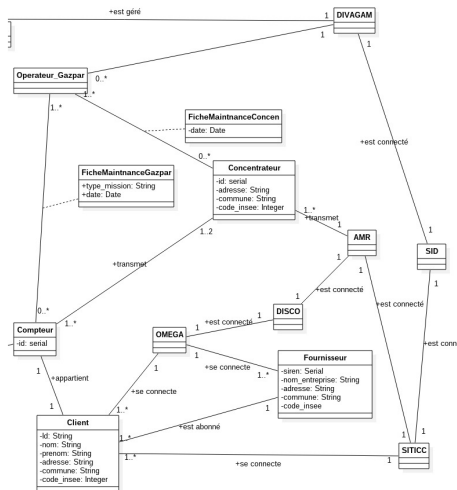 +est géré
DIVAGAM
1
1
1
Operateur_Gazpar
0..*
1..*
1..*
FicheMaintnanceConcen
-date: Date
+est connecté
0..*
FicheMaintnanceGazpar
+type_mission: String
+date: Date
Concentrateur
-id: serial
-adresse: String
-commune: String
-code_insee: Integer
1..*
+transmet
1
1..2
AMR
1
SID
+transmet
1
1
1
+est connecté
+est connecté
1
DISCO
0..*
1..*
Compteur
-id: serial
OMEGA
1
+est connecté
1
+est conn
1
1
Fournisseur
-siren: Serial
-nom_entreprise: String
-adresse: String
-commune: String
-code_insee
+se connecte
1..*
1
+appartient
+se connecte
1
1..*
1
Client
-Id: String
-nom: String
-prenom: String
-adresse: String
-commune: String
-code_insee: Integer
+est abonné
1..*
1..*
+se connecte
1
1
1
SITICC